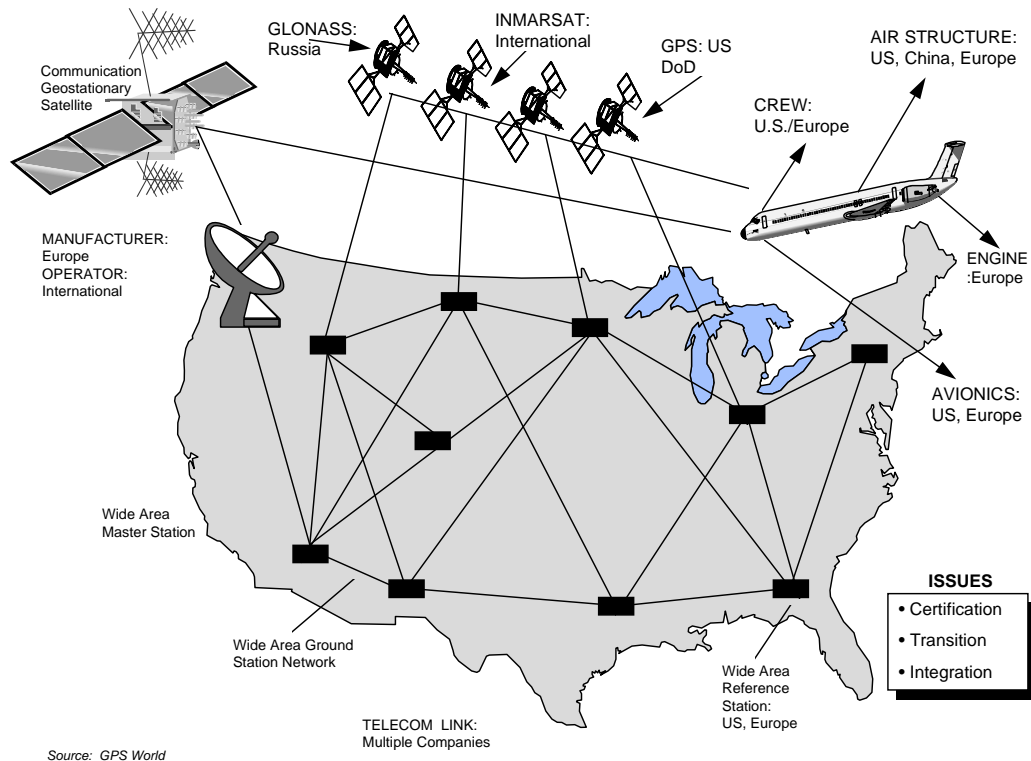 GLONASS:
Russia
INMARSAT:
International
GPS: US
DoD
AIR STRUCTURE:
US, China, Europe
Communication
Geostationary
Satellite
CREW:
U.S./Europe
MANUFACTURER:
Europe
OPERATOR:
International
ENGINE
:Europe
AVIONICS:
US, Europe
Wide Area
Master Station
Wide Area Ground
Station Network
Wide Area
Reference
Station:
US, Europe
ISSUES
• Certification
• Transition
• Integration
TELECOM LINK:
Multiple Companies
Source: GPS World